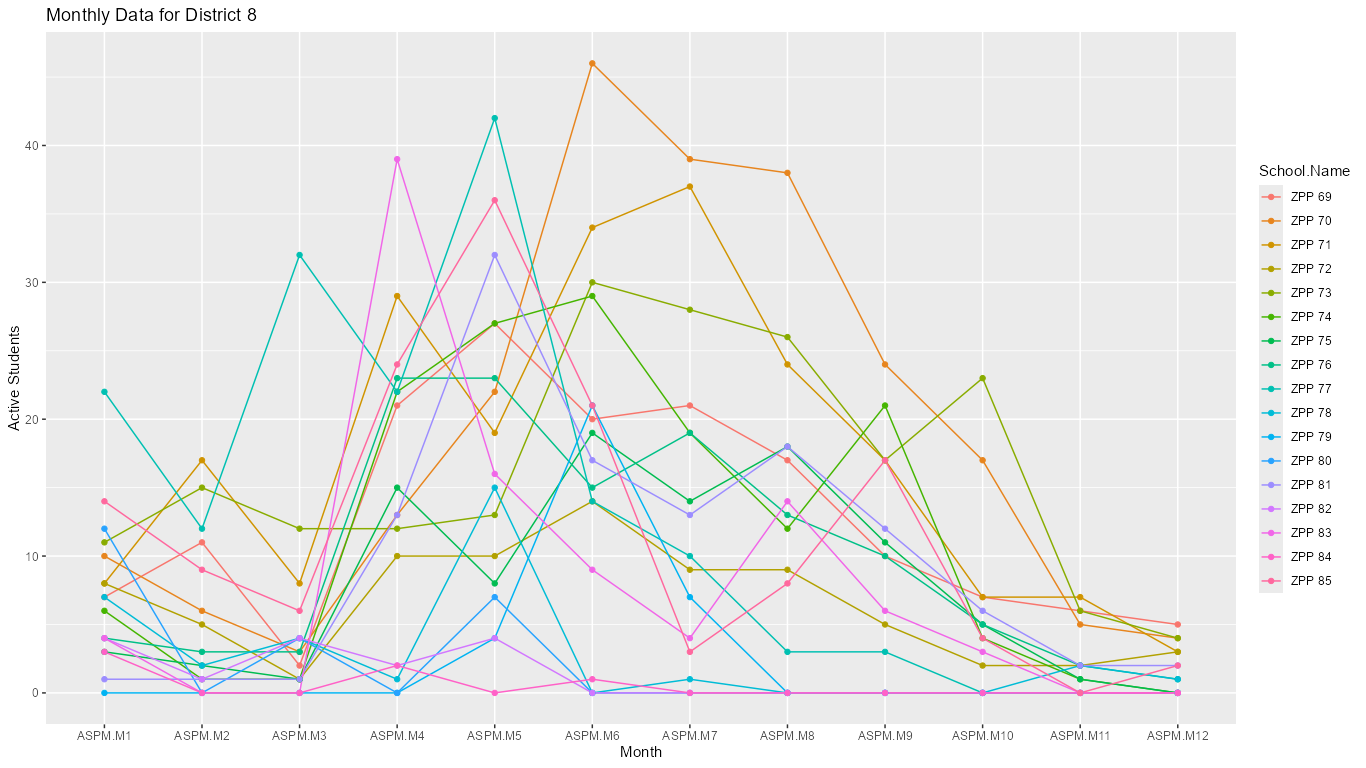 Monthly Data for District 8
Active Students
40
30
20
10
0
ASPM.M1 ASPM.M2 ASPM.M3 ASPM.M4 ASPM.M5 ASPM.M6 ASPM.M7 ASPM.M8 ASPM.M9 ASPM.M10 ASPM.M11 ASPM.M12
Month
School.Name
ZPP 69
ZPP 70
ZPP 71
ZPP 72
ZPP 73
ZPP 74
ZPP 75
ZPP 76
ZPP 77
ZPP 78
ZPP 79
ZPP 80
ZPP 81
ZPP 82
ZPP 83
ZPP 84
ZPP 85